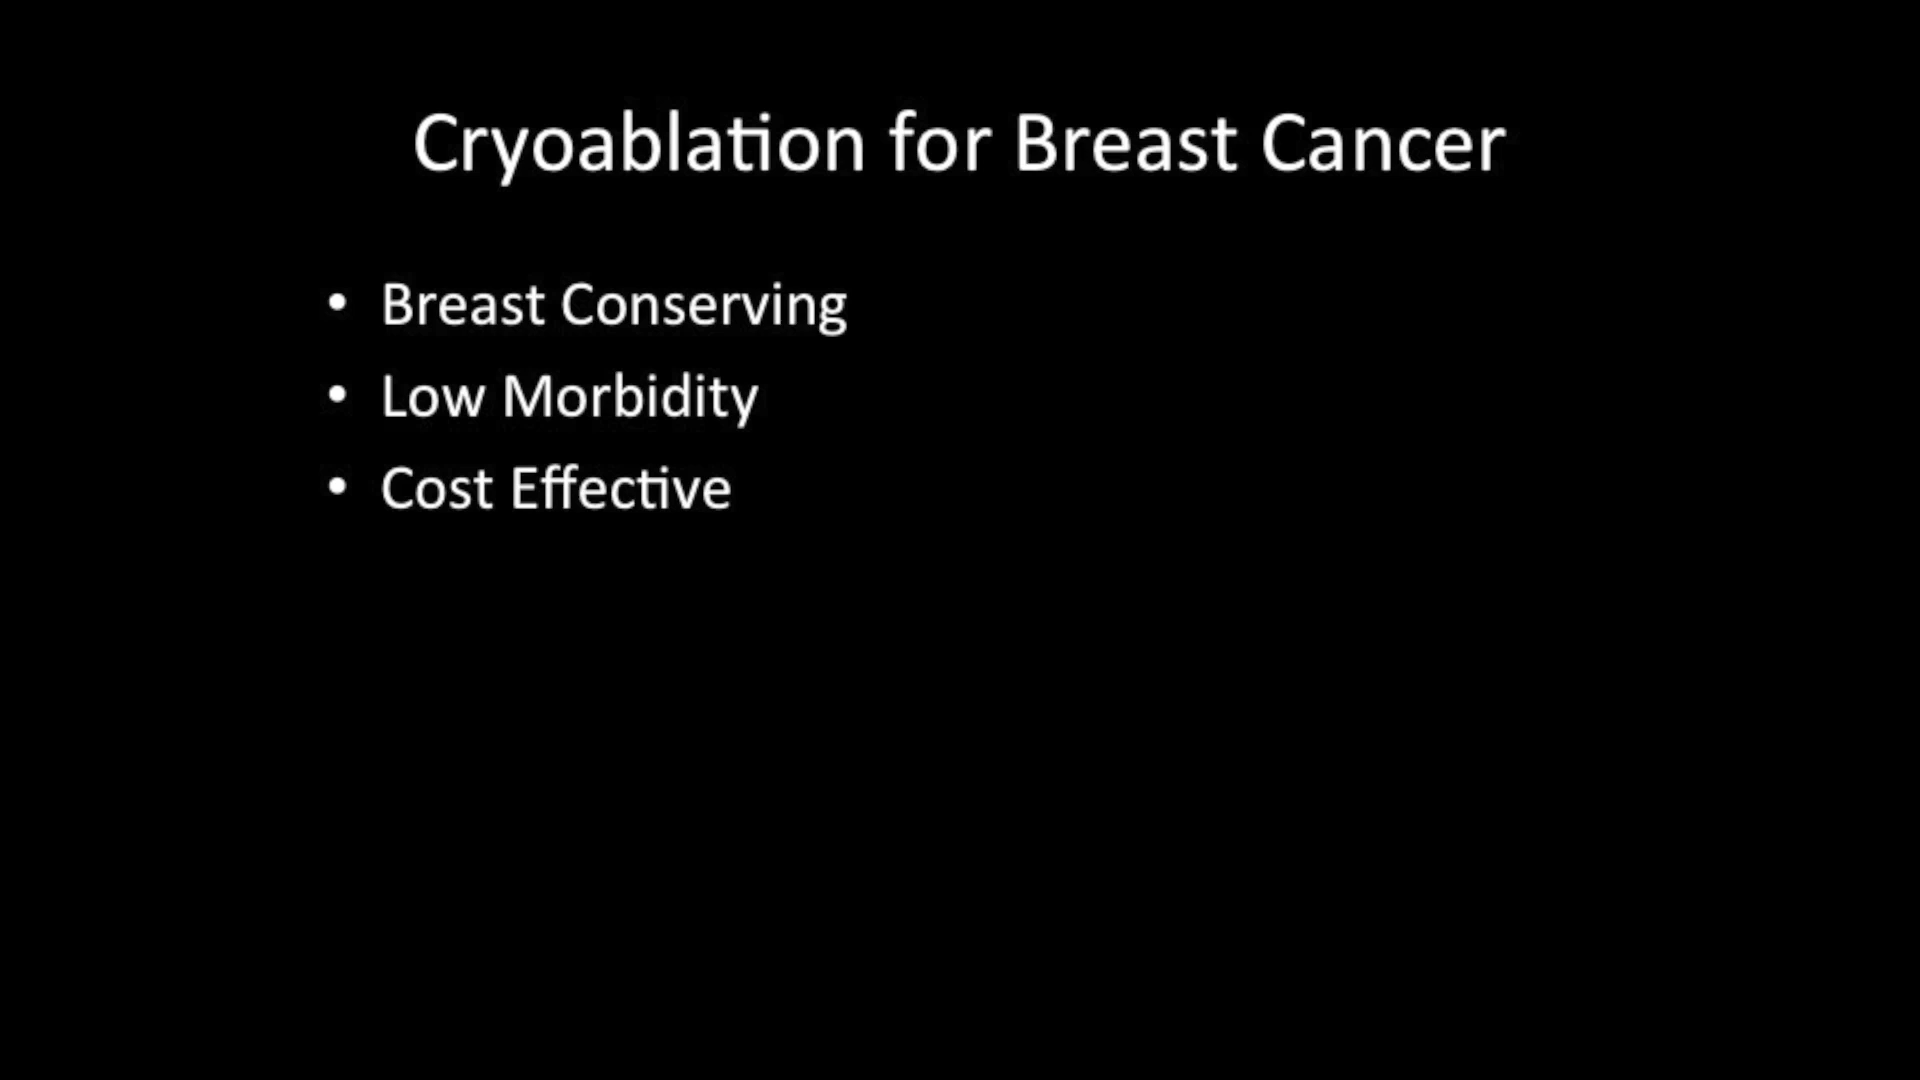 Cryoablation for Breast Cancer
• Breast Conserving
• Low Morbidity
• Cost Effective